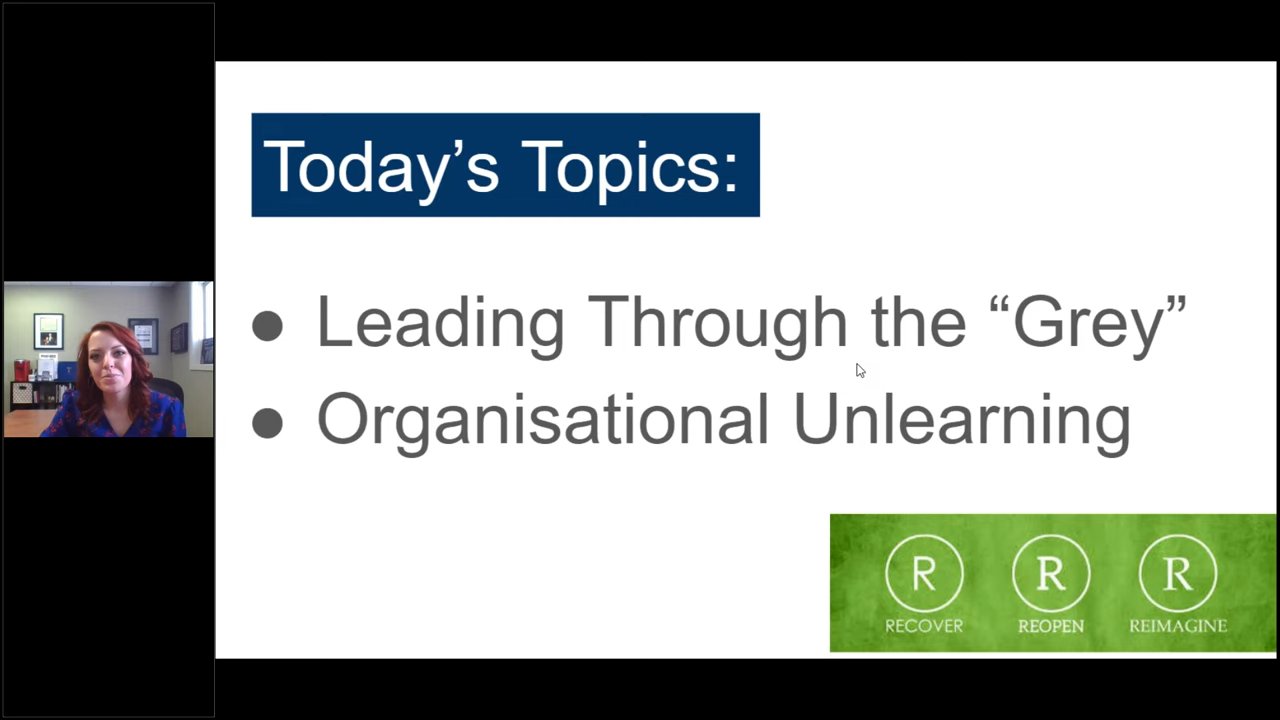 Today’s Topics:
● Leading Through the “Grey”
● Organisational Unlearning
R R R
RECOVER REOPEN REIMAGINE